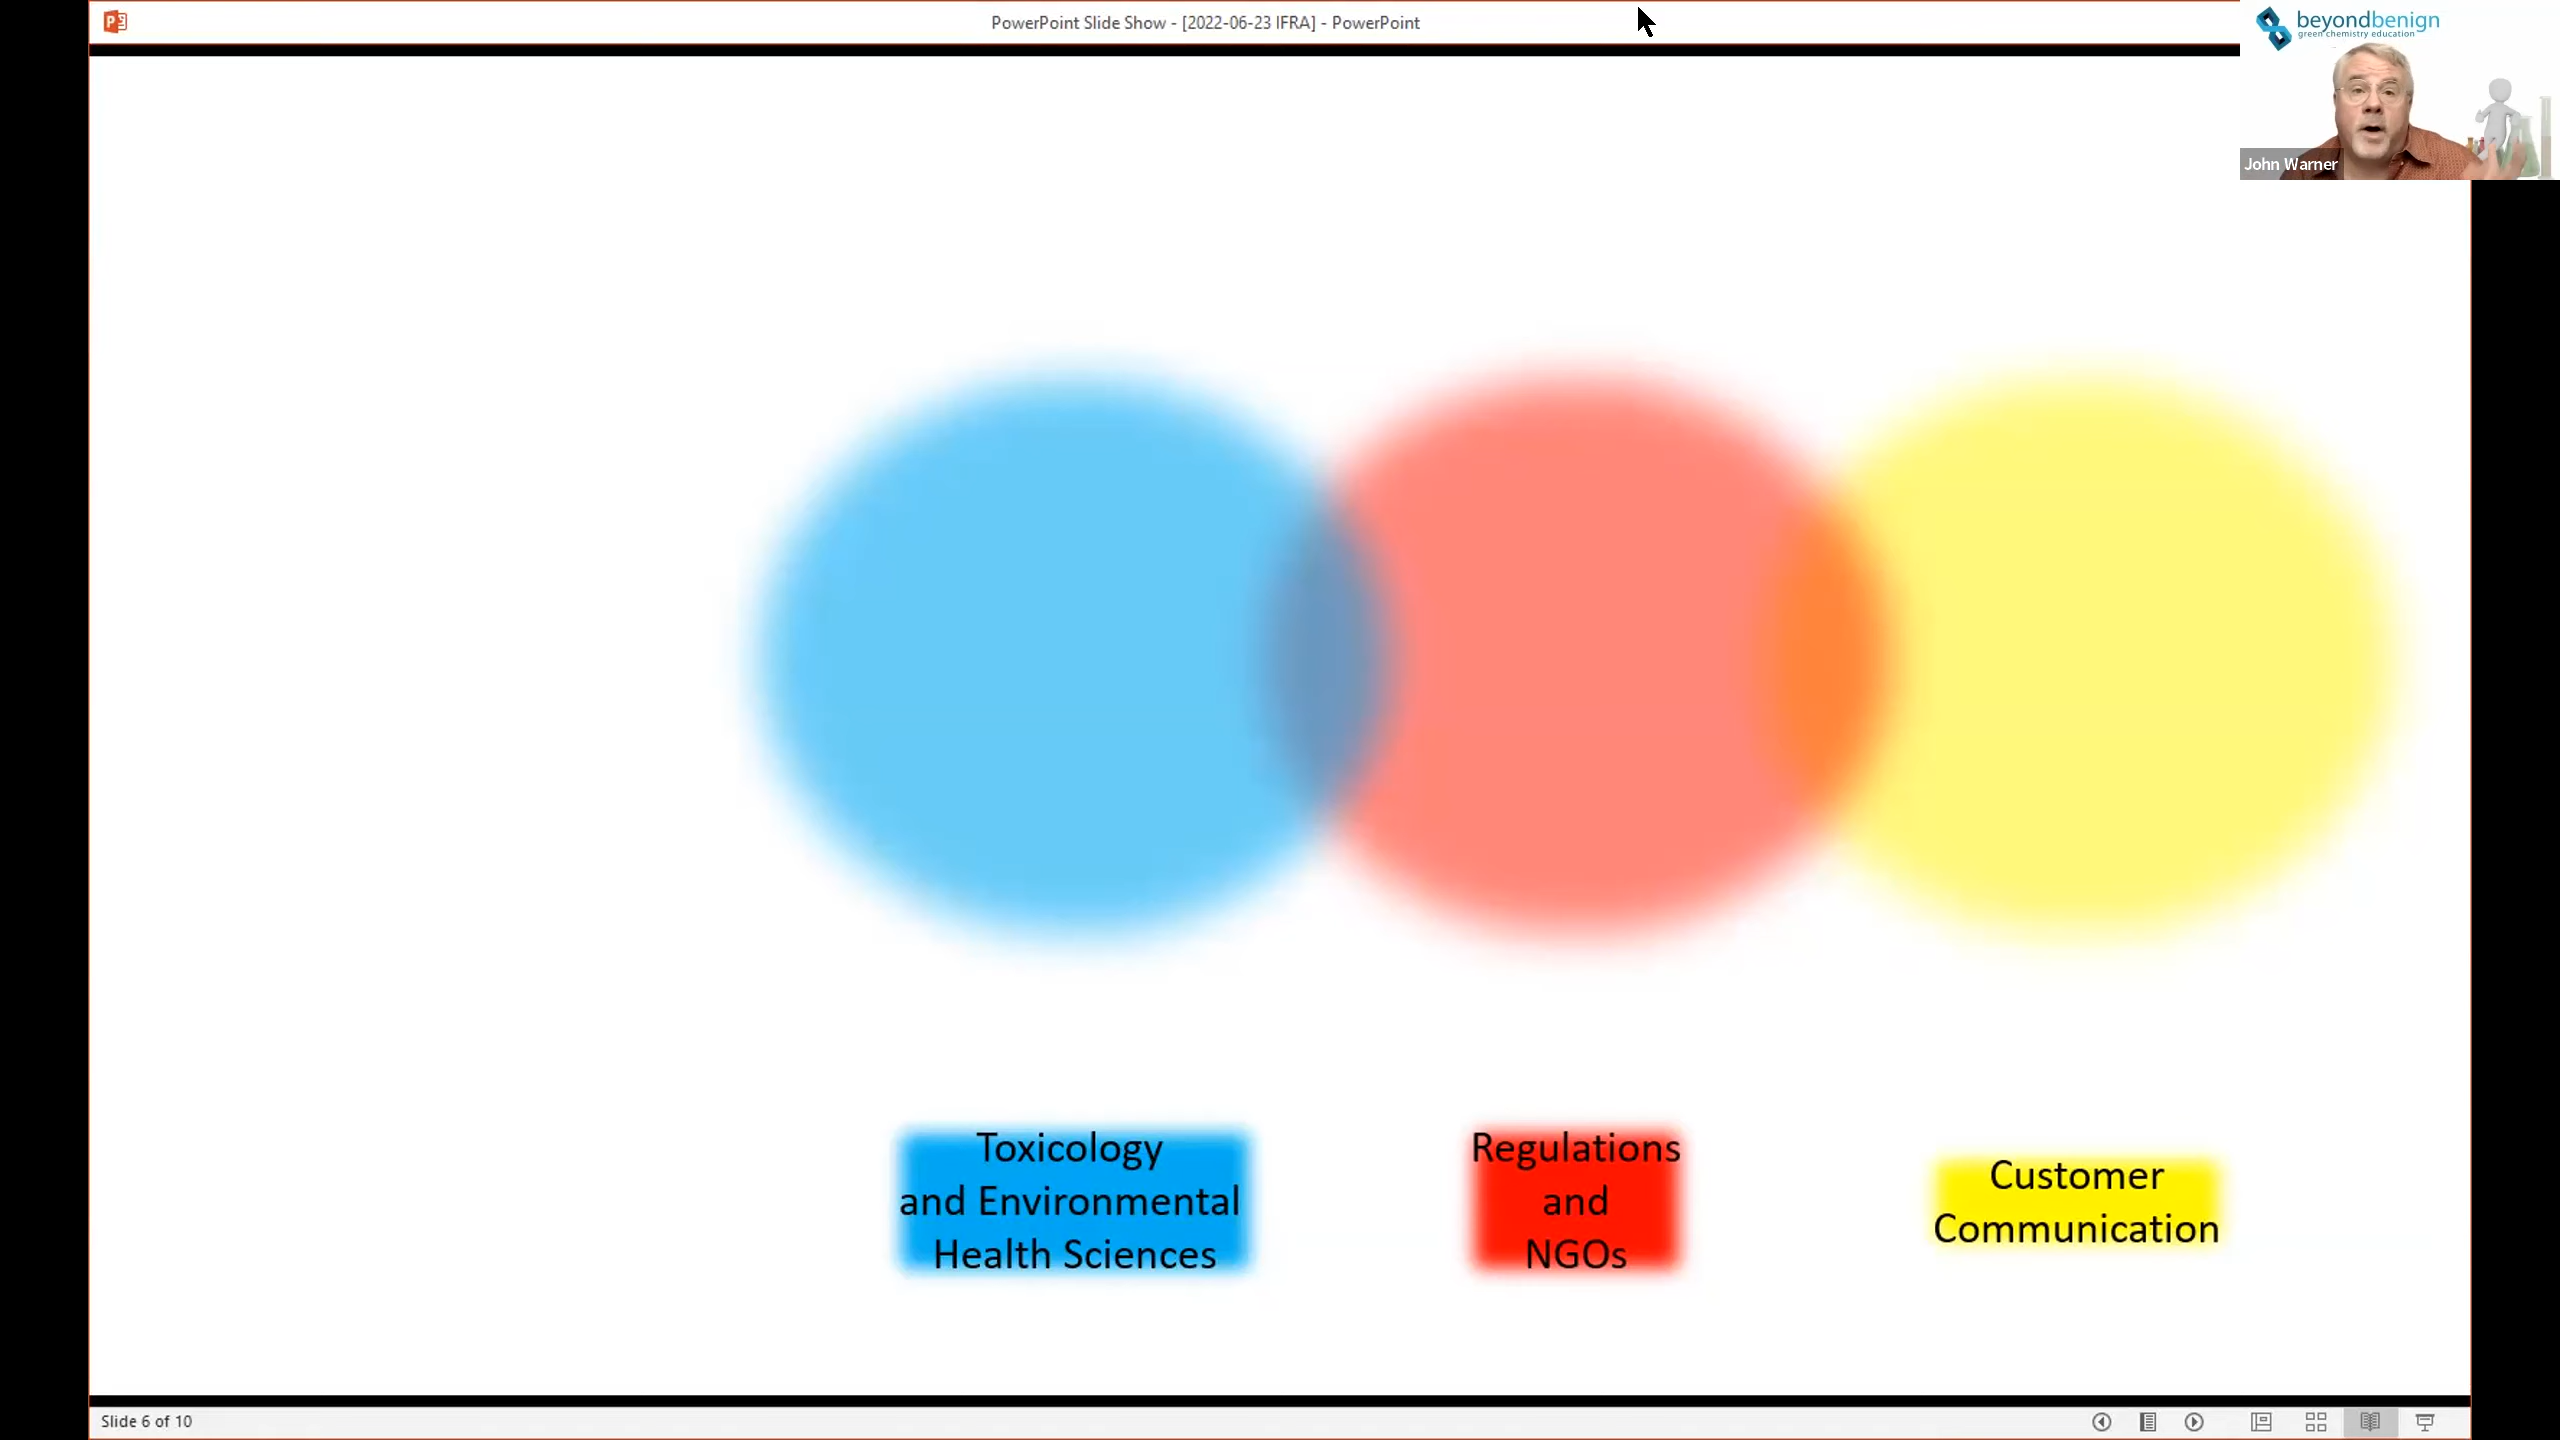 PowerPoint Slide Show - [2022-06-23 IFRA] - PowerPoint
beyondbenign
green chemistry education
John Warner
Toxicology
and Environmental
Health Sciences
Regulations
and
NGOs
Customer
Communication
Slide 6 of 10